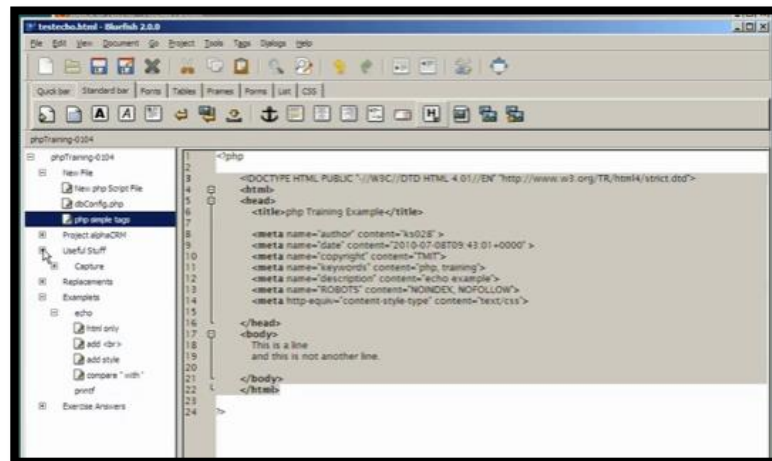 testecho.html - Bluefish 2.0.0
File Edit View Document Go Project Tools Tags Dialogs Help
Quick bar Standard bar Fonts Tables Frames Forms List CSS
phpTraining-0104
phpTraining-0104
New File
New php Script File
dbConfig.php
php simple tags
Project alphaCRM
Useful Stuff
Capture
Replacements
Examplets
echo
html only
add <br>
add style
compare " with '
printf
Exercise Answers
1 <?php
2
3 <!DOCTYPE HTML PUBLIC "-//W3C//DTD HTML 4.01//EN" "http://www.w3.org/TR/html4/strict.dtd">
4 <html>
5 <head>
6 <title>php Training Example</title>
7
8 <meta name="author" content="ks028" >
9 <meta name="date" content="2010-07-08T09:43:01+0000" >
10 <meta name="copyright" content="TMIT">
11 <meta name="keywords" content="php, training">
12 <meta name="description" content="echo example">
13 <meta name="ROBOTS" content="NOINDEX, NOFOLLOW">
14 <meta http-equiv="content-style-type" content="text/css">
15
16 </head>
17 <body>
18 This is a line
19 and this is not another line.
20
21 </body>
22 </html>
23
24 ?>